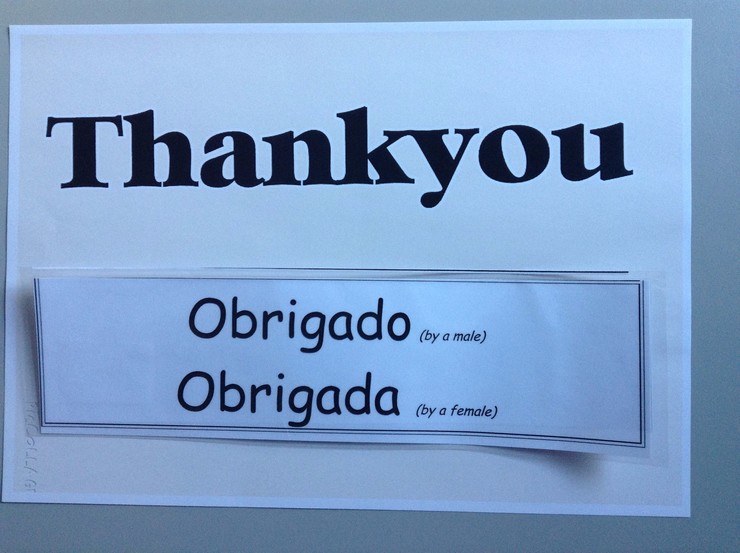 Thankyou
Obrigado (by a male)
Obrigada (by a female)